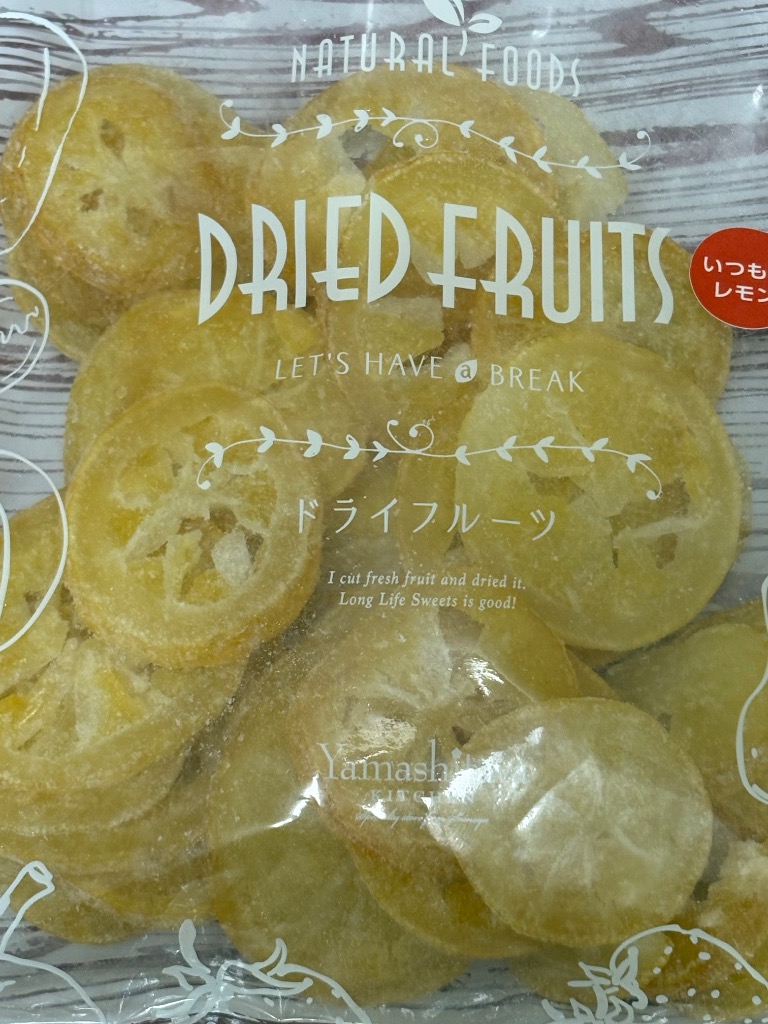 NATURAL FOODS
DRIED FRUITS
いつも
レモン
LET'S HAVE a BREAK
ドライフルーツ
I cut fresh fruit and dried it.
Long Life Sweets is good!
KITCHEN